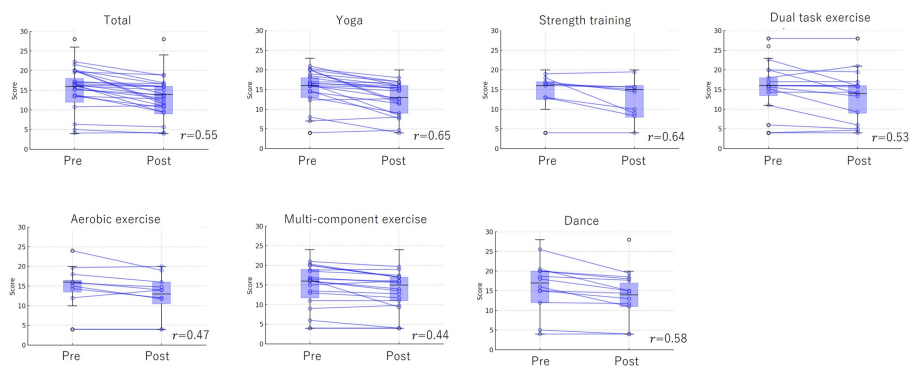 Total
Yoga
Strength training
Dual task exercise
Score
30
25
20
15
10
5
0
Pre
Post
r=0.55
Score
30
25
20
15
10
5
0
Pre
Post
r=0.65
Score
30
25
20
15
10
5
0
Pre
Post
r=0.64
Score
30
25
20
15
10
5
0
Pre
Post
r=0.53
Aerobic exercise
Multi-component exercise
Dance
Score
30
25
20
15
10
5
0
Pre
Post
r=0.47
Score
30
25
20
15
10
5
0
Pre
Post
r=0.44
Score
30
25
20
15
10
5
0
Pre
Post
r=0.58